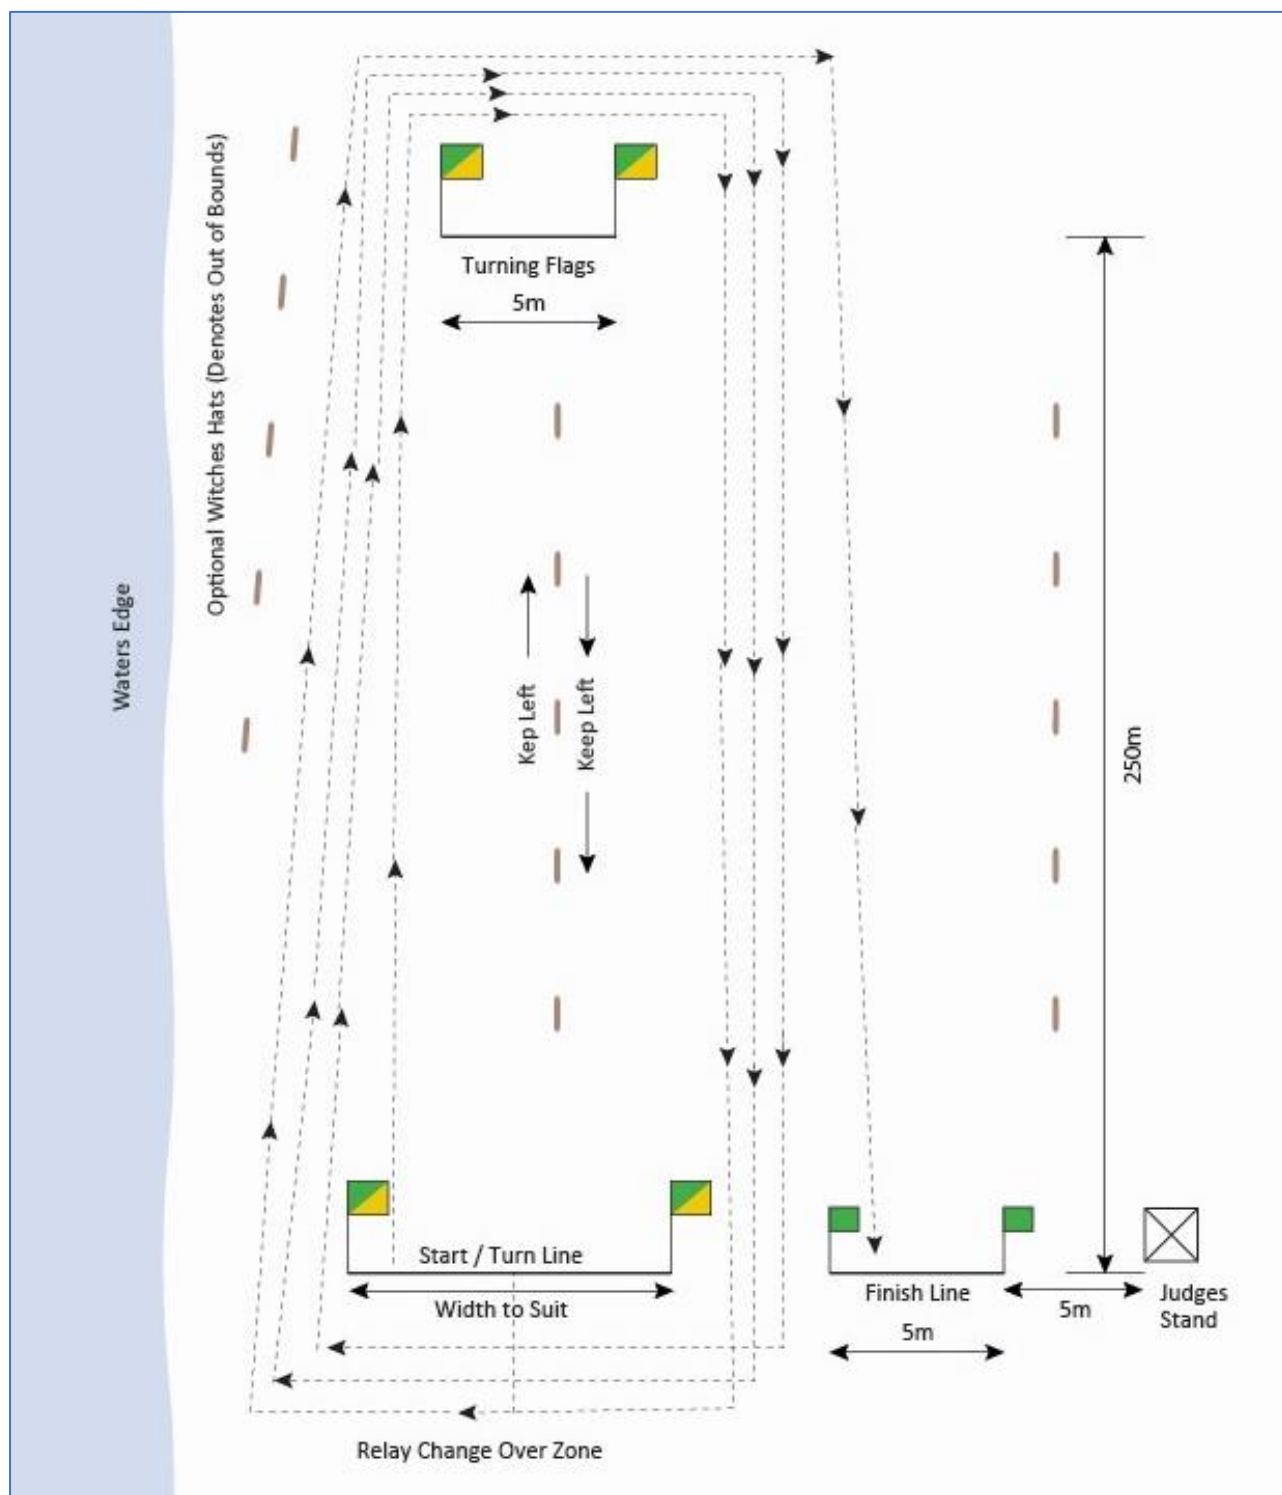 Optional Witches Hats (Denotes Out of Bounds)
Turning Flags
5m
Waters Edge
Kep Left
Keep Left
250m
Start / Turn Line
Width to Suit
Finish Line
5m
5m
Judges
Stand
Relay Change Over Zone